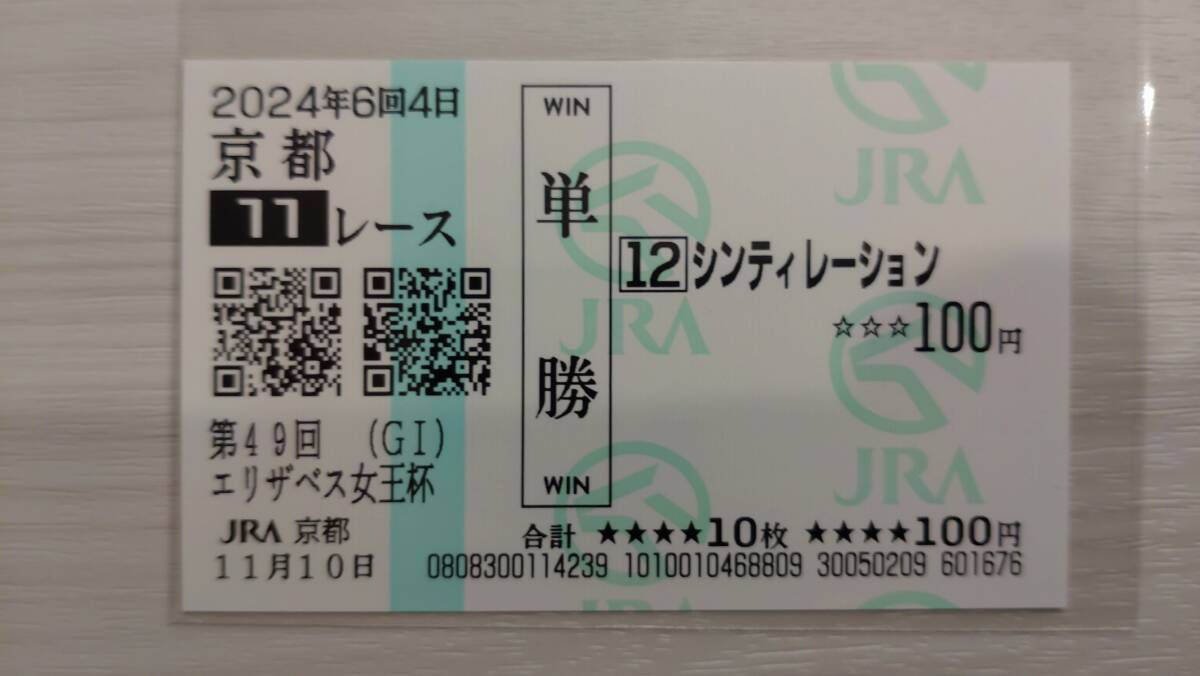 2024年6回4日
京都
11レース
第49回 (GI)
エリザベス女王杯
JRA 京都
11月10日
WIN
単勝
WIN
12シンティレーション
☆☆☆100円
合計 ★★★★10枚 ★★★★100円
0808300114239 1010010468809 30050209 601676
JRA
JRA
JRA
JRA